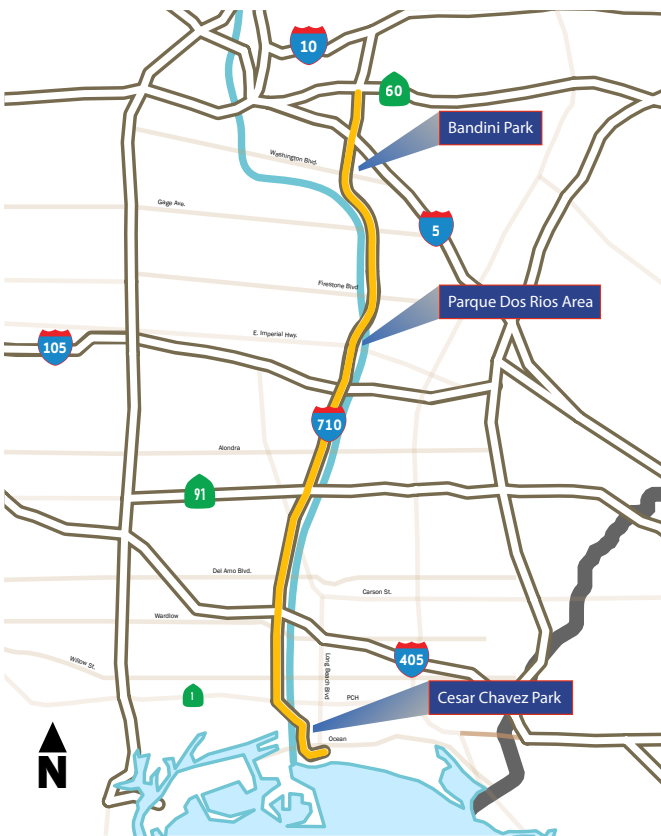 10
60
Bandini Park
Washington Blvd.
Gage Ave.
5
Firestone Blvd
Parque Dos Rios Area
E. Imperial Hwy.
105
710
Alondra
91
Del Amo Blvd.
Carson St.
Wardlow
Willow St.
405
Long Beach Blvd
1
PCH
Cesar Chavez Park
Ocean
N